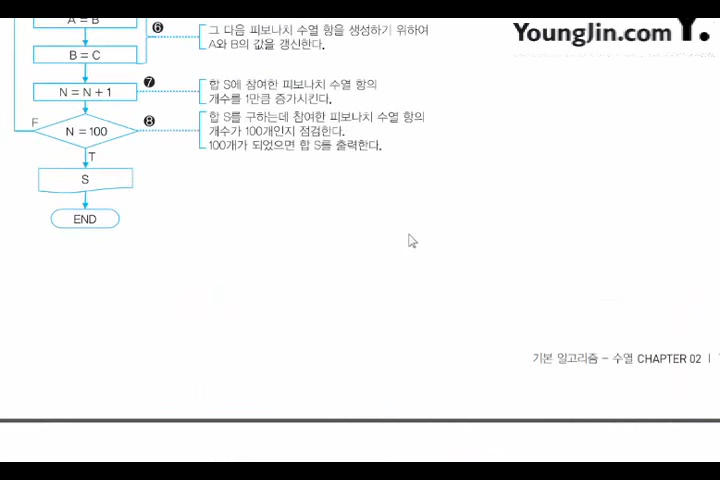 A = B
❻
그 다음 피보나치 수열 항을 생성하기 위하여
A와 B의 값을 갱신한다.
YoungJin.com Y.
B = C
❼
합 S에 참여한 피보나치 수열 항의
개수를 1만큼 증가시킨다.
N = N + 1
❽
합 S를 구하는데 참여한 피보나치 수열 항의
개수가 100개인지 점검한다.
100개가 되었으면 합 S를 출력한다.
F
N = 100
T
S
END
기본 알고리즘 – 수열 CHAPTER 02 I